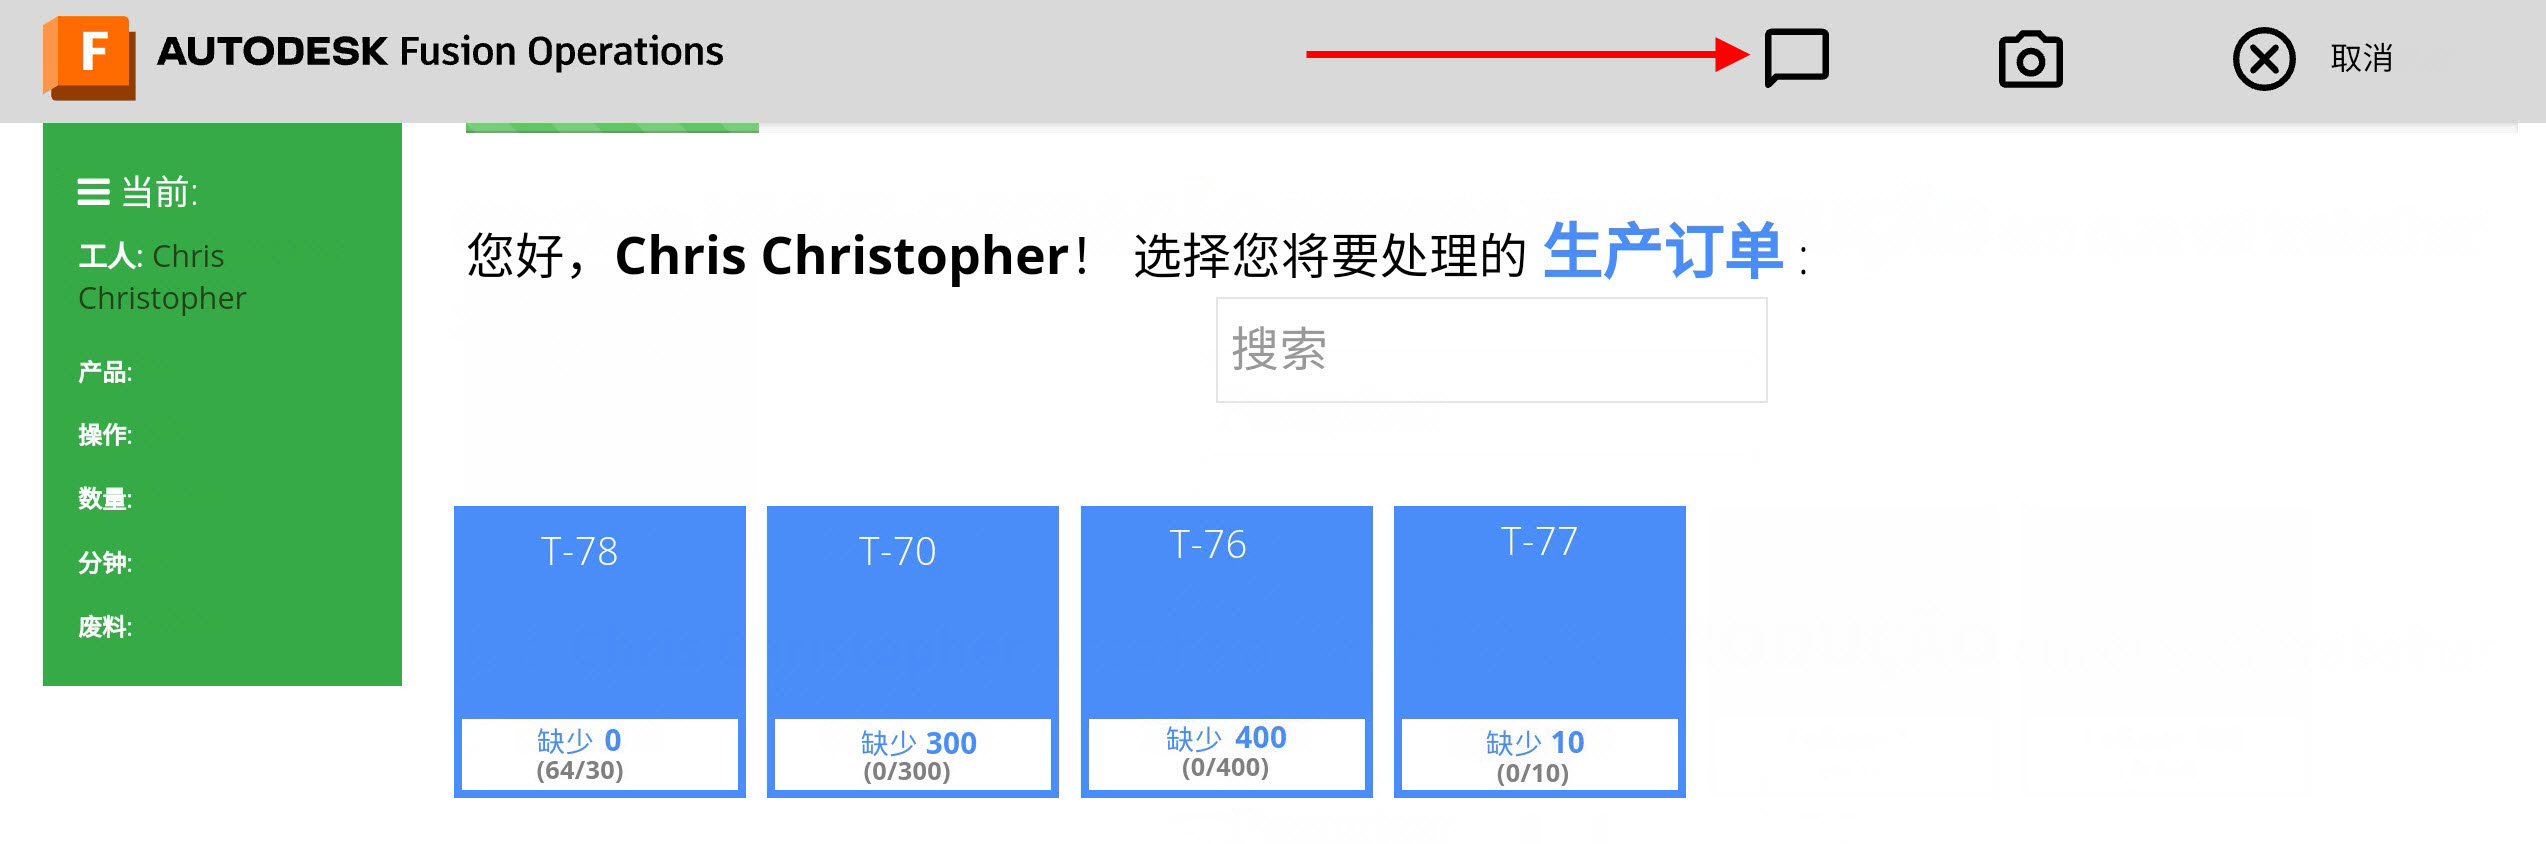 F AUTODESK Fusion Operations
取消
当前:
工人: Chris
Christopher
产品:
操作:
数量:
分钟:
废料:
您好，Chris Christopher！ 选择您将要处理的 生产订单 :
搜索
T-78
缺少 0
(64/30)
T-70
缺少 300
(0/300)
T-76
缺少 400
(0/400)
T-77
缺少 10
(0/10)